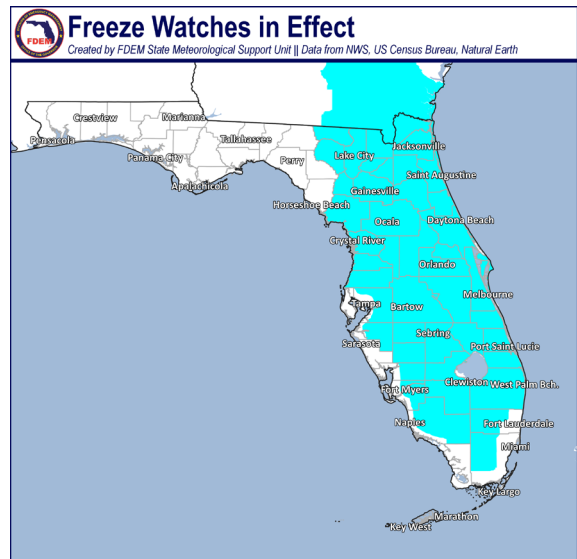 Freeze Watches in Effect
Created by FDEM State Meteorological Support Unit || Data from NWS, US Census Bureau, Natural Earth
FDEM
Crestview
Marianna
Pensacola
Tallahassee
Jacksonville
Panama City
Perry
Lake City
Apalachicola
Saint Augustine
Gainesville
Horseshoe Beach
Ocala
Daytona Beach
Crystal River
Orlando
Melbourne
Tampa
Bartow
Sebring
Sarasota
Port Saint Lucie
Clewiston
West Palm Bch.
Fort Myers
Naples
Fort Lauderdale
Miami
Key Largo
Marathon
Key West